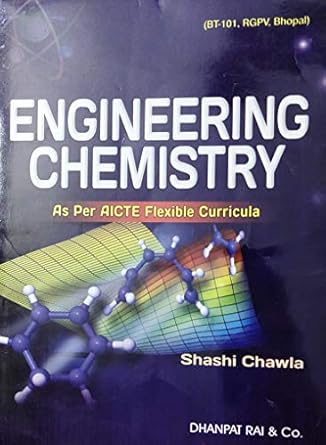 (BT-101, RGPV, Bhopal)
ENGINEERING
CHEMISTRY
As Per AICTE Flexible Curricula
Shashi Chawla
DHANPAT RAI & CO.